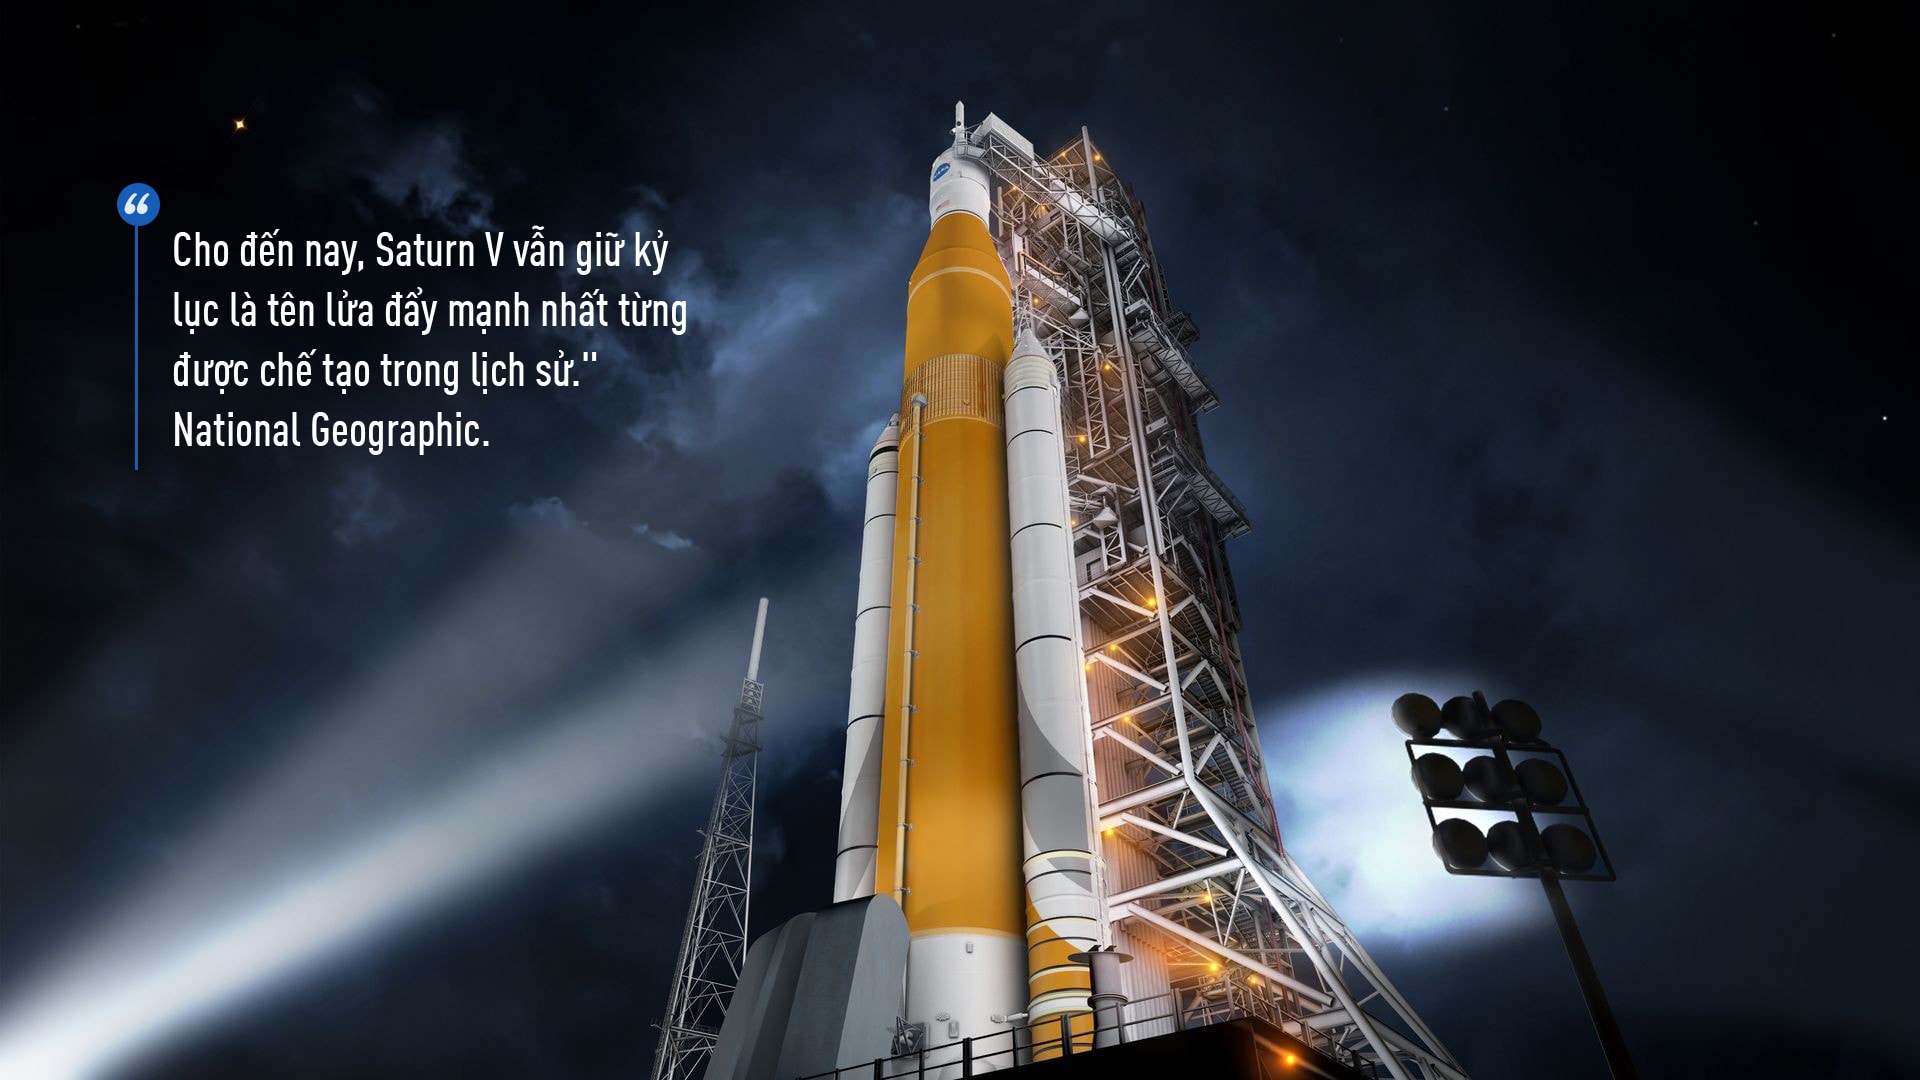 “
Cho đến nay, Saturn V vẫn giữ kỷ
lục là tên lửa đẩy mạnh nhất từng
được chế tạo trong lịch sử."
National Geographic.
NASA